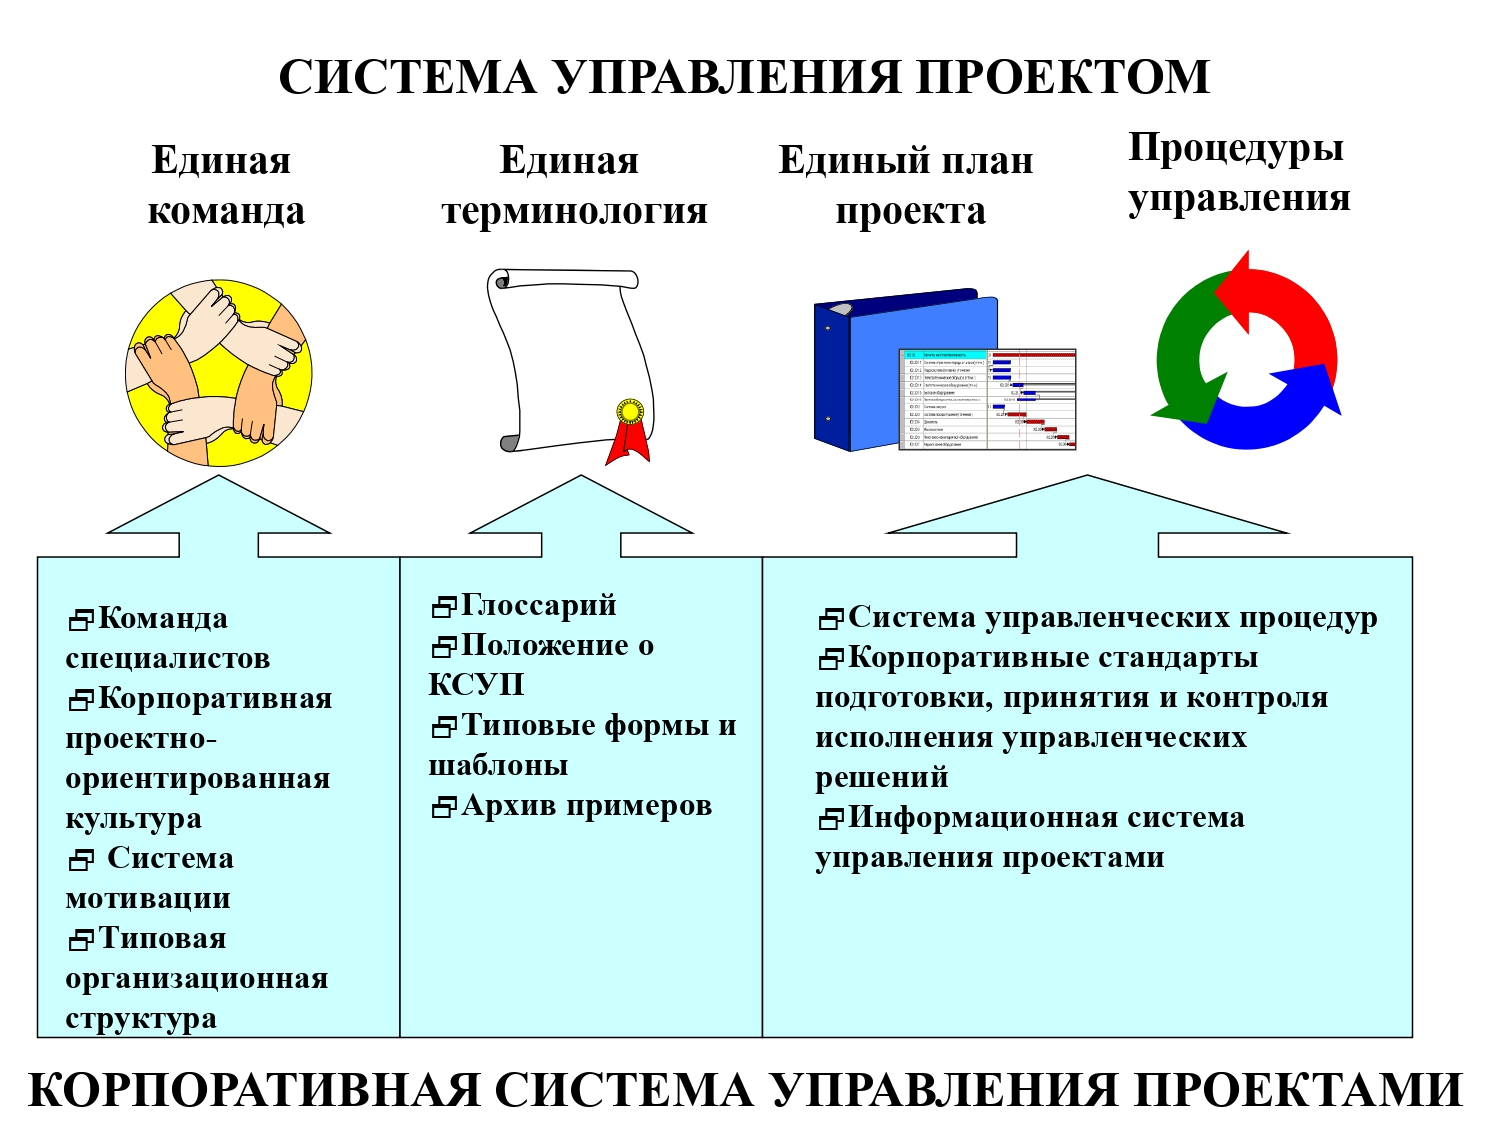 СИСТЕМА УПРАВЛЕНИЯ ПРОЕКТОМ
Единая
команда
Единая
терминология
Единый план
проекта
Процедуры
управления
Команда
специалистов
Корпоративная
проектно-
ориентированная
культура
Система
мотивации
Типовая
организационная
структура
Глоссарий
Положение о
КСУП
Типовые формы и
шаблоны
Архив примеров
Система управленческих процедур
Корпоративные стандарты
подготовки, принятия и контроля
исполнения управленческих
решений
Информационная система
управления проектами
КОРПОРАТИВНАЯ СИСТЕМА УПРАВЛЕНИЯ ПРОЕКТАМИ